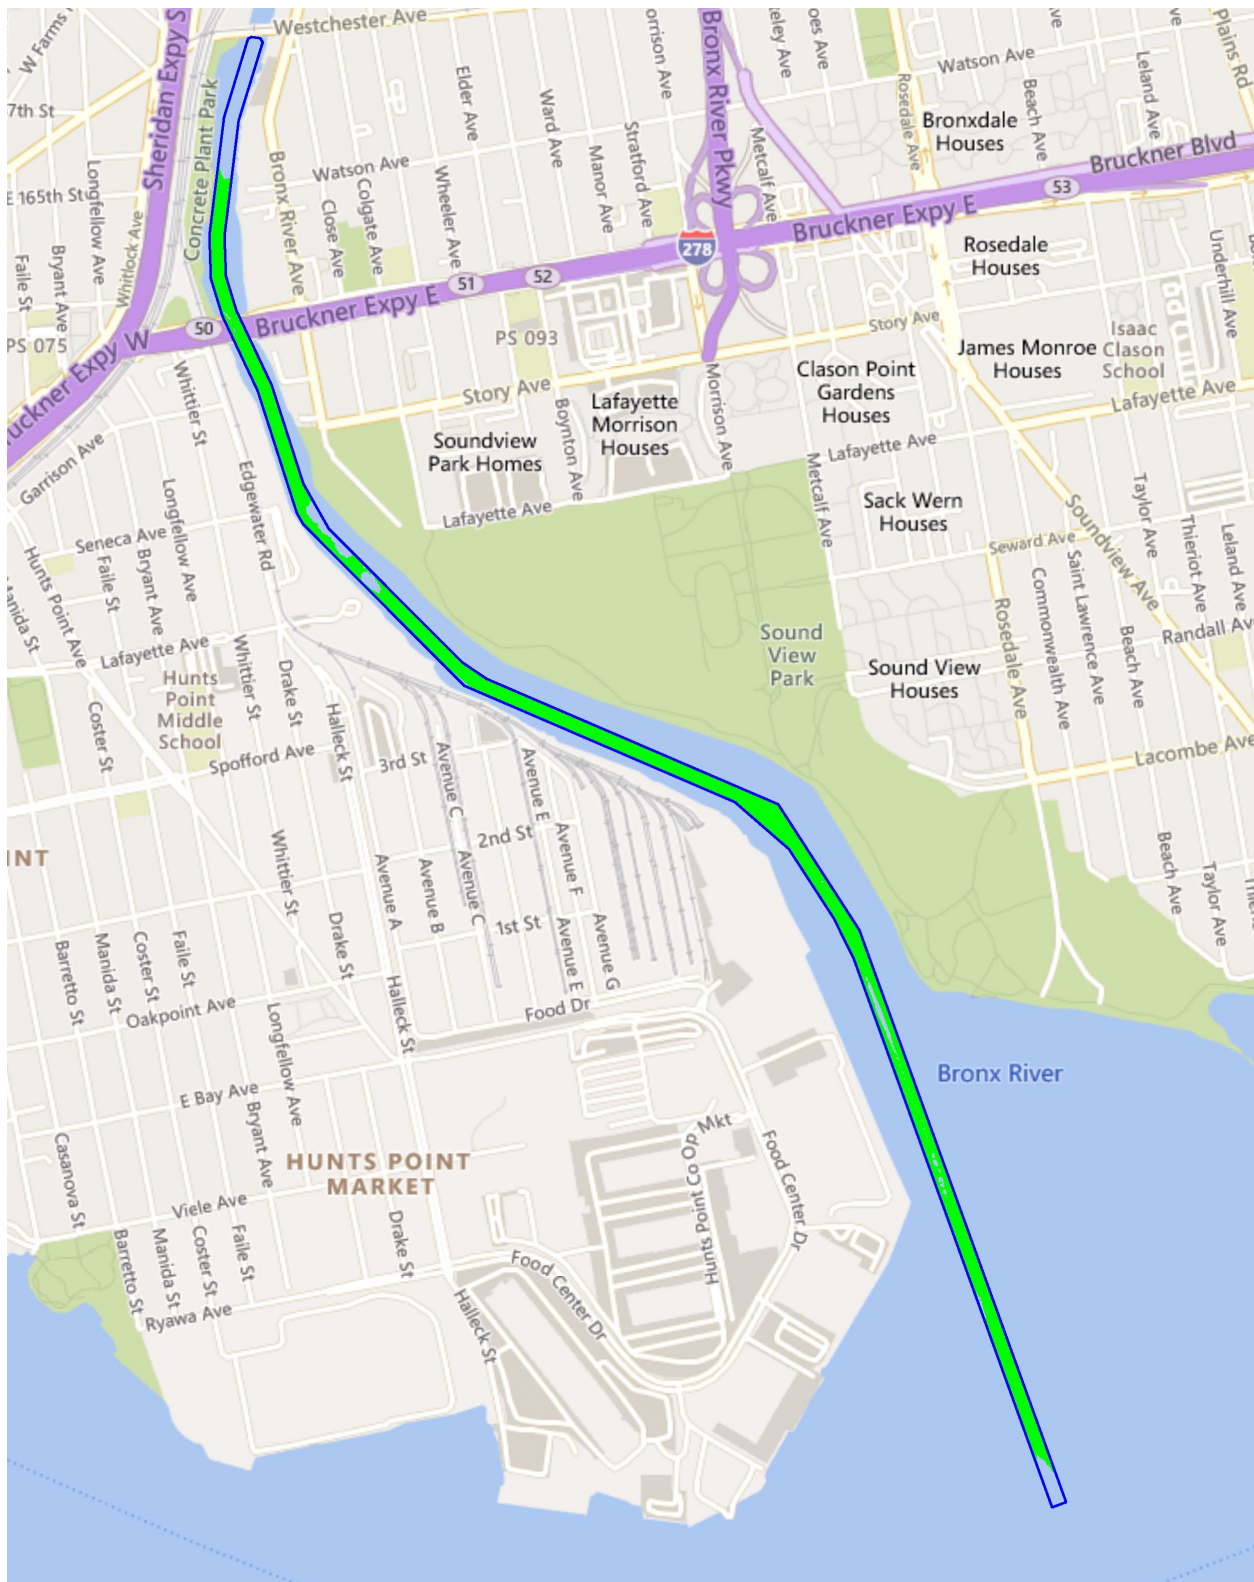 Westchester Ave
W Farms
Sheridan Expy S
7th St
E 165th St
Longfellow Ave
Whitlock Ave
Bryant Ave
Faile St
PS 075
Concrete Plant Park
Bronx River Ave
Watson Ave
Elder Ave
Close Ave
Colgate Ave
Wheeler Ave
Ward Ave
Manor Ave
Stratford Ave
orrison Ave
Bronx River Pkwy
Metcalf Ave
eley Ave
oes Ave
Rosedale Ave
Watson Ave
Beach Ave
Leland Ave
Plains Rd
Bronxdale
Houses
Bruckner Blvd
53
Bruckner Expy E
278
Rosedale
Houses
Underhill Ave
52
51
Bruckner Expy E
50
Bruckner Expy W
PS 093
Story Ave
Story Ave
Isaac
Clason
School
James Monroe
Houses
Clason Point
Gardens
Houses
Lafayette Ave
Lafayette
Morrison
Houses
Morrison Ave
Boynton Ave
Soundview
Park Homes
Lafayette Ave
Lafayette Ave
Metcalf Ave
Sack Wern
Houses
Whittier St
Garrison Ave
Edgewater Rd
Longfellow Ave
Seneca Ave
Faile St
Bryant Ave
Hunts Point Ave
Manida St
Lafayette Ave
Whittier St
Drake St
Halleck St
Hunts
Point
Middle
School
Coster St
Spofford Ave
Seward Ave
Soundview Ave
Taylor Ave
Thieriot Ave
Leland Ave
Saint Lawrence Ave
Commonwealth Ave
Beach Ave
Randall Av
Rosedale Ave
Sound
View
Park
Sound View
Houses
Lacombe Ave
3rd St
Avenue C
Avenue E
2nd St
Avenue F
Avenue C
Avenue A
Avenue B
1st St
Avenue E
Avenue G
INT
Whittier St
Drake St
Beach Ave
Taylor Ave
Barretto St
Manida St
Coster St
Faile St
Oakpoint Ave
Halleck St
Food Dr
Longfellow Ave
E Bay Ave
Bryant Ave
Bronx River
Casanova St
HUNTS POINT
MARKET
Hunts Point Co Op Mkt
Food Center Dr
Viele Ave
Barretto St
Manida St
Coster St
Faile St
Drake St
Food Center Dr
Ryawa Ave
Halleck St